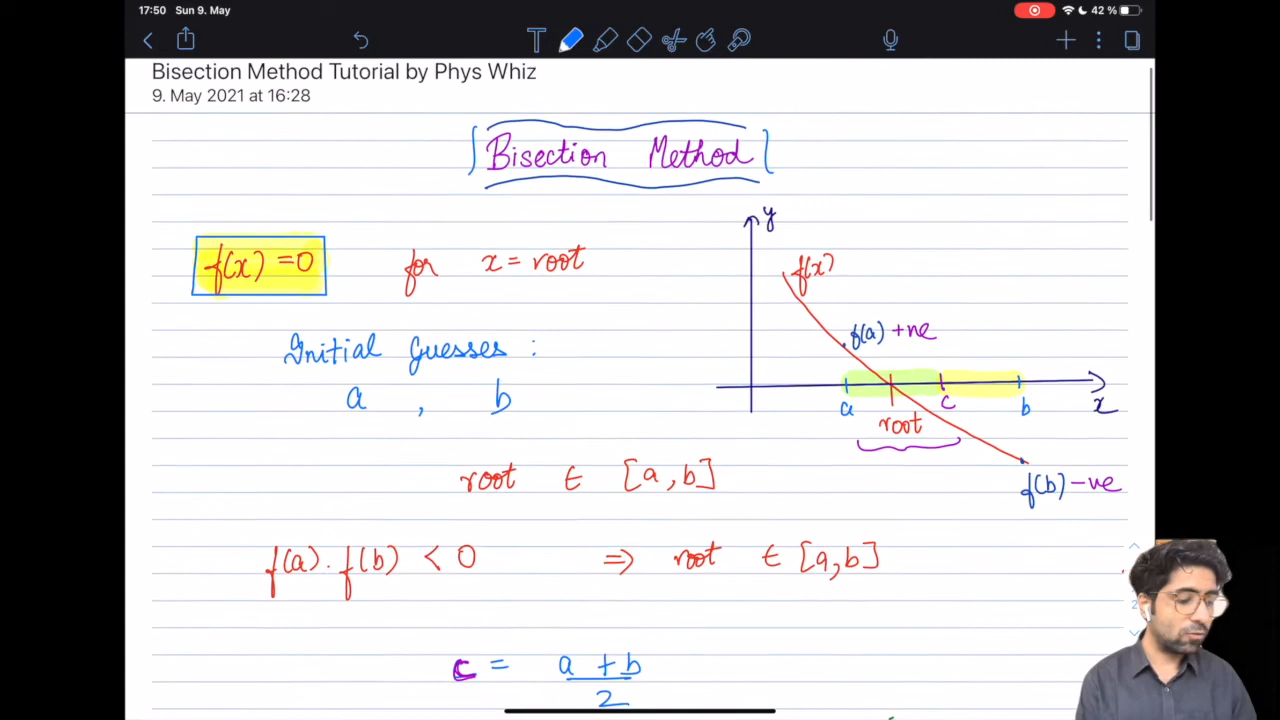 17:50 Sun 9. May 42 %
Bisection Method Tutorial by Phys Whiz
9. May 2021 at 16:28
Bisection Method
y
f(x) = 0 for x = root
f(x)
Initial Guesses :
f(a) +ve
a , b
a c b x
root
root ∈ [a,b]
f(b) -ve
f(a). f(b) < 0 ⇒ root ∈ [a,b]
2
c = a + b
2